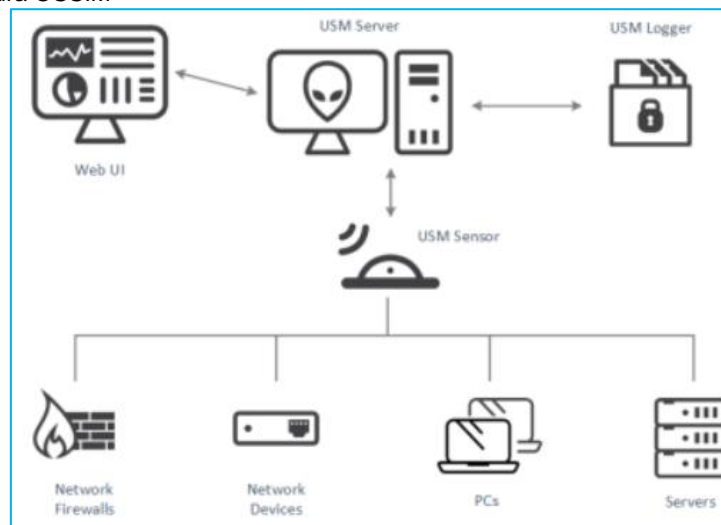 USM Server
USM Logger
Web UI
USM Sensor
Network
Firewalls
Network
Devices
PCs
Servers